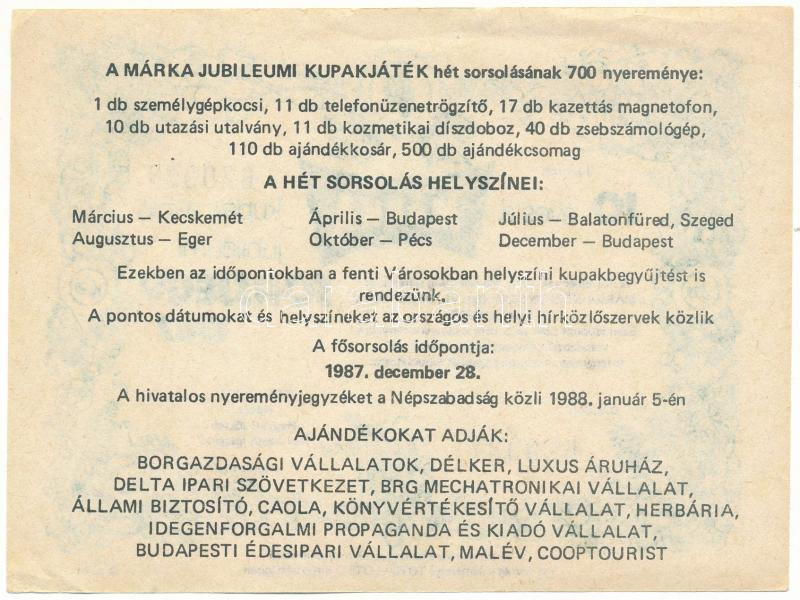 A MÁRKA JUBILEUMI KUPAKJÁTÉK hét sorsolásának 700 nyereménye:
1 db személygépkocsi, 11 db telefonüzenetrögzítő, 17 db kazettás magnetofon,
10 db utazási utalvány, 11 db kozmetikai díszdoboz, 40 db zsebszámológép,
110 db ajándékkosár, 500 db ajándékcsomag
A HÉT SORSOLÁS HELYSZÍNEI:
Március — Kecskemét Április — Budapest Július — Balatonfüred, Szeged
Augusztus — Eger Október — Pécs December — Budapest
Ezekben az időpontokban a fenti Városokban helyszíni kupakbegyűjtést is
rendezünk.
A pontos dátumokat és helyszíneket az országos és helyi hírközlőszervek közlik
A fősorsolás időpontja:
1987. december 28.
A hivatalos nyereményjegyzéket a Népszabadság közli 1988. január 5-én
AJÁNDÉKOKAT ADJÁK:
BORGAZDASÁGI VÁLLALATOK, DÉLKER, LUXUS ÁRUHÁZ,
DELTA IPARI SZÖVETKEZET, BRG MECHATRONIKAI VÁLLALAT,
ÁLLAMI BIZTOSÍTÓ, CAOLA, KÖNYVÉRTÉKESÍTŐ VÁLLALAT, HERBÁRIA,
IDEGENFORGALMI PROPAGANDA ÉS KIADÓ VÁLLALAT,
BUDAPESTI ÉDESIPARI VÁLLALAT, MALÉV, COOPTOURIST